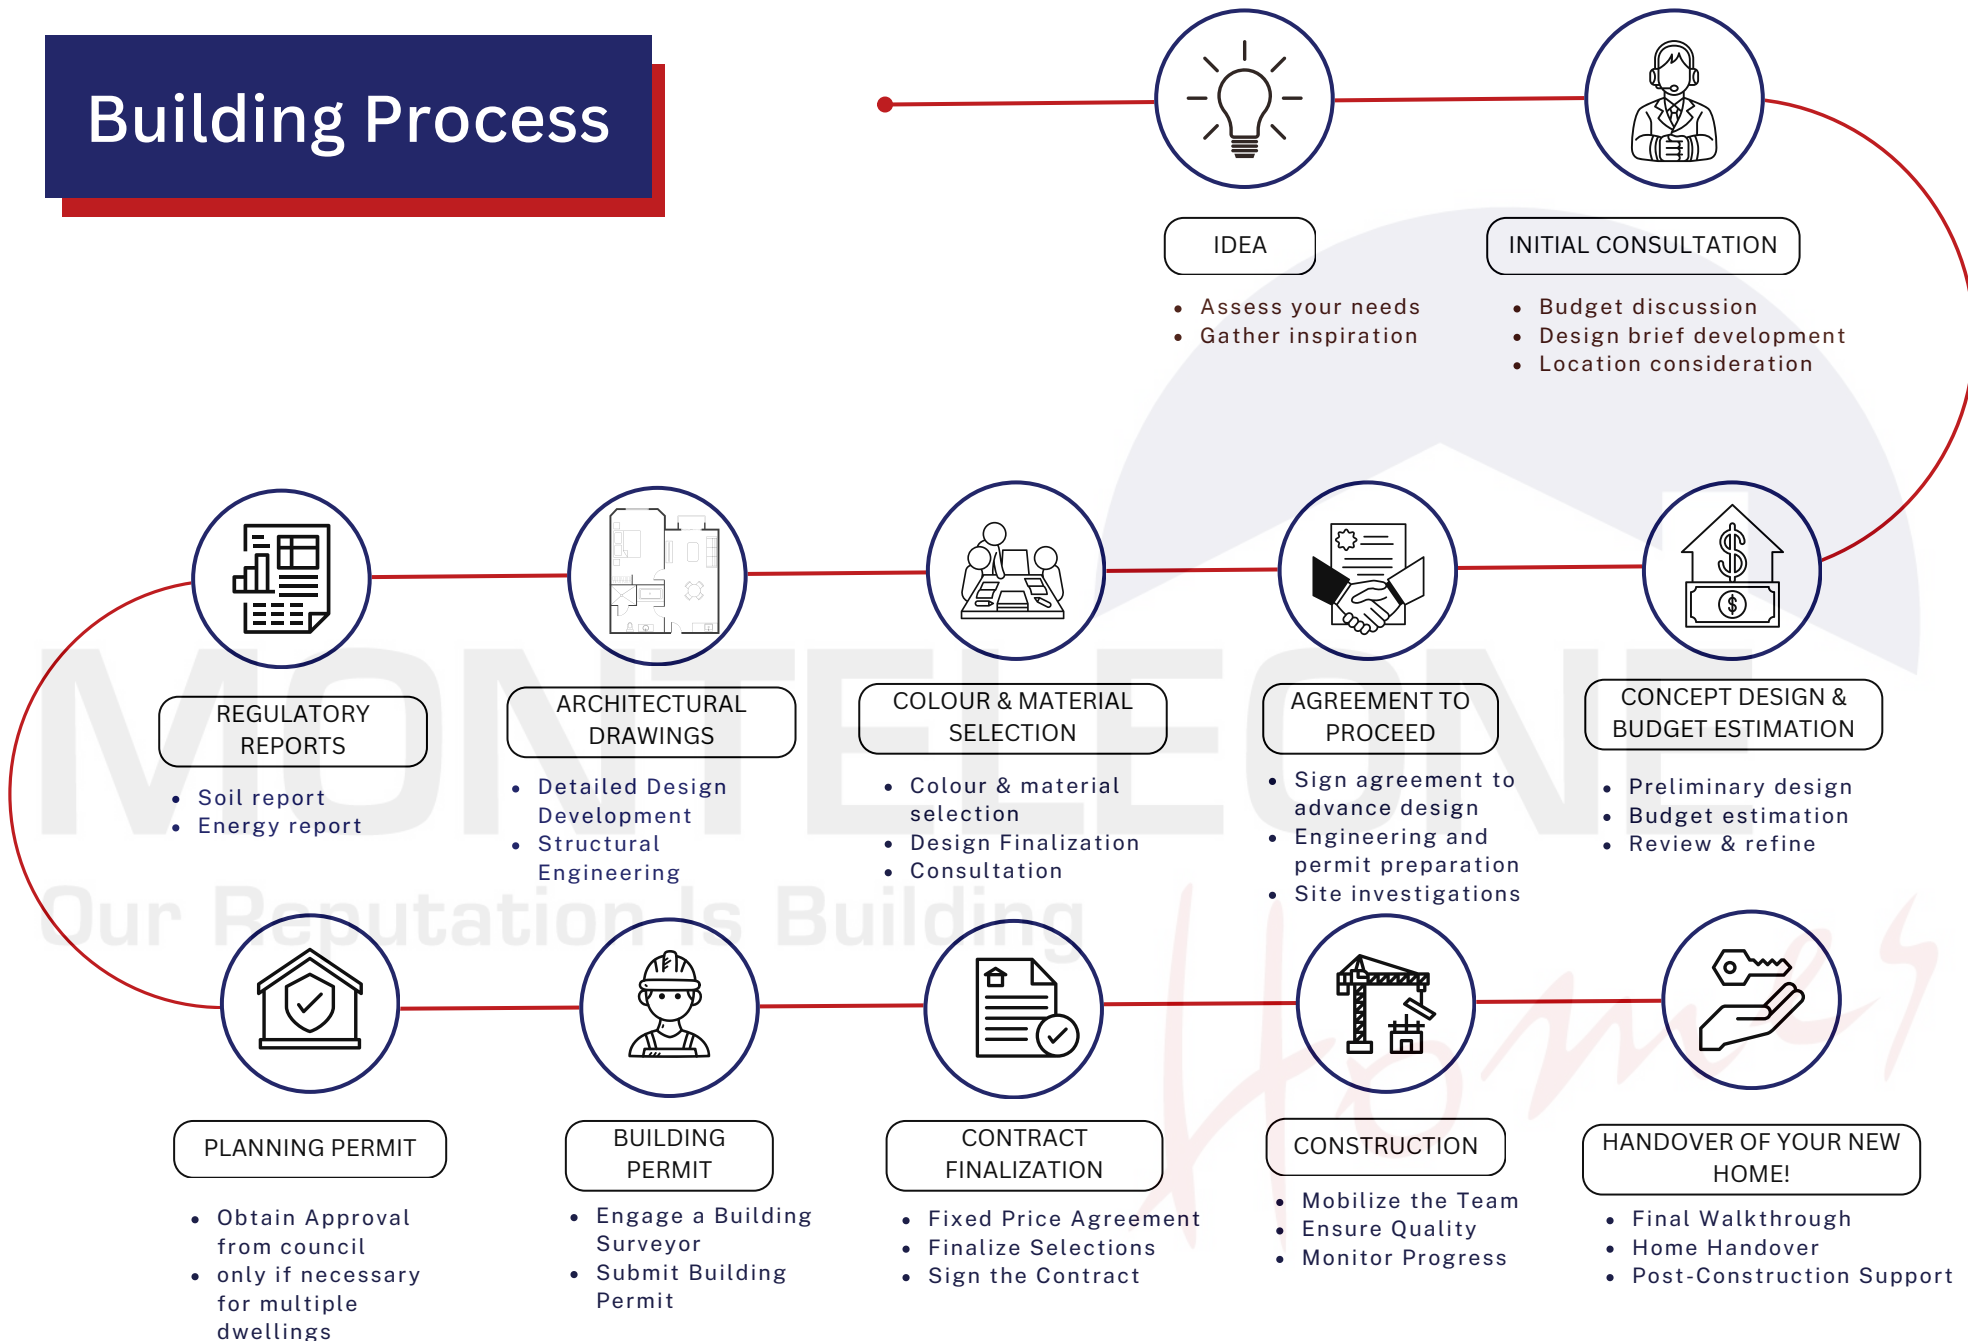 Building Process
IDEA
• Assess your needs
• Gather inspiration
INITIAL CONSULTATION
• Budget discussion
• Design brief development
• Location consideration
CONCEPT DESIGN &
BUDGET ESTIMATION
• Preliminary design
• Budget estimation
• Review & refine
AGREEMENT TO
PROCEED
• Sign agreement to
advance design
• Engineering and
permit preparation
• Site investigations
COLOUR & MATERIAL
SELECTION
• Colour & material
selection
• Design Finalization
• Consultation
ARCHITECTURAL
DRAWINGS
• Detailed Design
Development
• Structural
Engineering
REGULATORY
REPORTS
• Soil report
• Energy report
PLANNING PERMIT
• Obtain Approval
from council
• only if necessary
for multiple
dwellings
BUILDING
PERMIT
• Engage a Building
Surveyor
• Submit Building
Permit
CONTRACT
FINALIZATION
• Fixed Price Agreement
• Finalize Selections
• Sign the Contract
CONSTRUCTION
• Mobilize the Team
• Ensure Quality
• Monitor Progress
HANDOVER OF YOUR NEW
HOME!
• Final Walkthrough
• Home Handover
• Post-Construction Support
MONTELEONE
Our Reputation Is Building
Homes